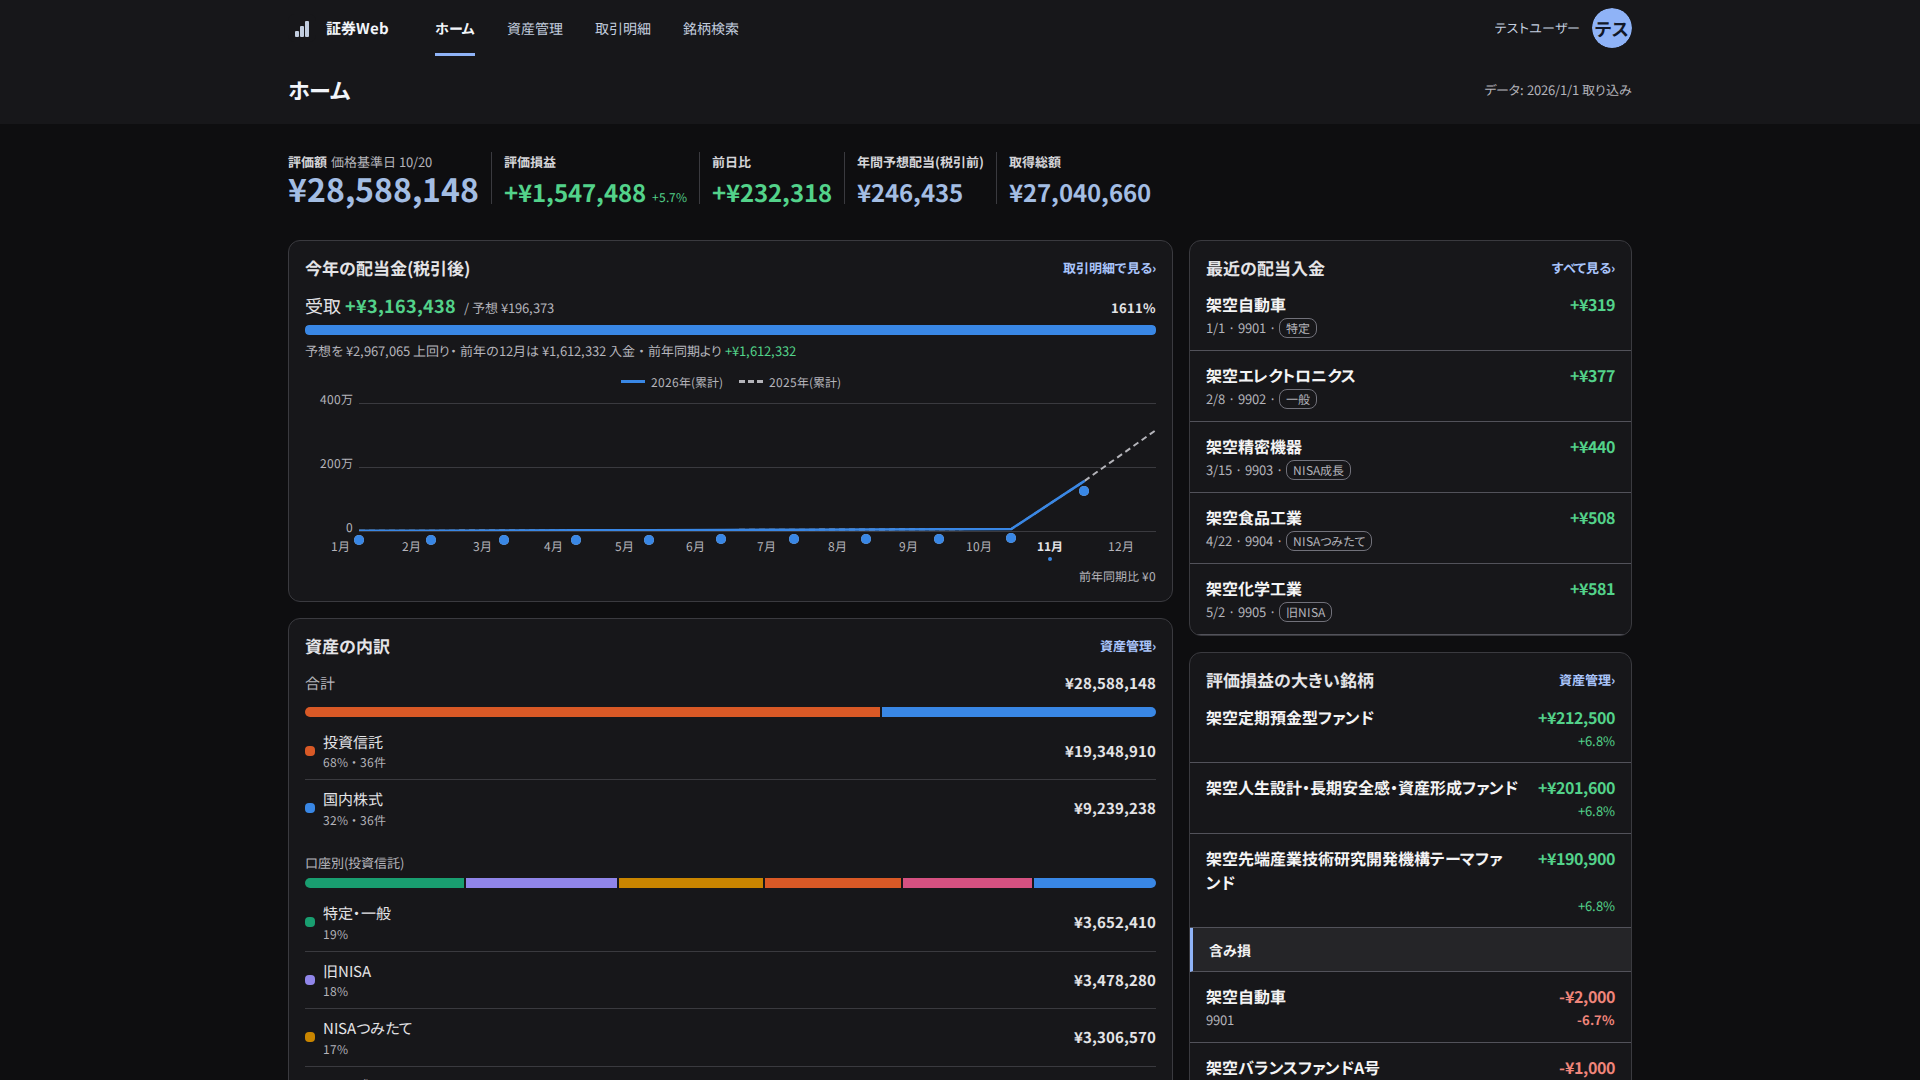 証券Web
ホーム
資産管理
取引明細
銘柄検索
テストユーザー
テス
ホーム
データ: 2026/1/1 取り込み
評価額 価格基準日 10/20
¥28,588,148
評価損益
+¥1,547,488 +5.7%
前日比
+¥232,318
年間予想配当(税引前)
¥246,435
取得総額
¥27,040,660
今年の配当金(税引後)
取引明細で見る›
受取 +¥3,163,438 / 予想 ¥196,373
1611%
予想を ¥2,967,065 上回り・前年の12月は ¥1,612,332 入金・前年同期より +¥1,612,332
2026年(累計)
2025年(累計)
400万
200万
0
1月 2月 3月 4月 5月 6月 7月 8月 9月 10月 11月 12月
前年同期比 ¥0
資産の内訳
資産管理›
合計
¥28,588,148
投資信託
68%・36件
¥19,348,910
国内株式
32%・36件
¥9,239,238
口座別(投資信託)
特定・一般
19%
¥3,652,410
旧NISA
18%
¥3,478,280
NISAつみたて
17%
¥3,306,570
最近の配当入金
すべて見る›
架空自動車
+¥319
1/1・9901・特定
架空エレクトロニクス
+¥377
2/8・9902・一般
架空精密機器
+¥440
3/15・9903・NISA成長
架空食品工業
+¥508
4/22・9904・NISAつみたて
架空化学工業
+¥581
5/2・9905・旧NISA
評価損益の大きい銘柄
資産管理›
架空定期預金型ファンド
+¥212,500
+6.8%
架空人生設計・長期安全感・資産形成ファンド
+¥201,600
+6.8%
架空先端産業技術研究開発機構テーマファ
ンド
+¥190,900
+6.8%
含み損
架空自動車
-¥2,000
9901
-6.7%
架空バランスファンドA号
-¥1,000